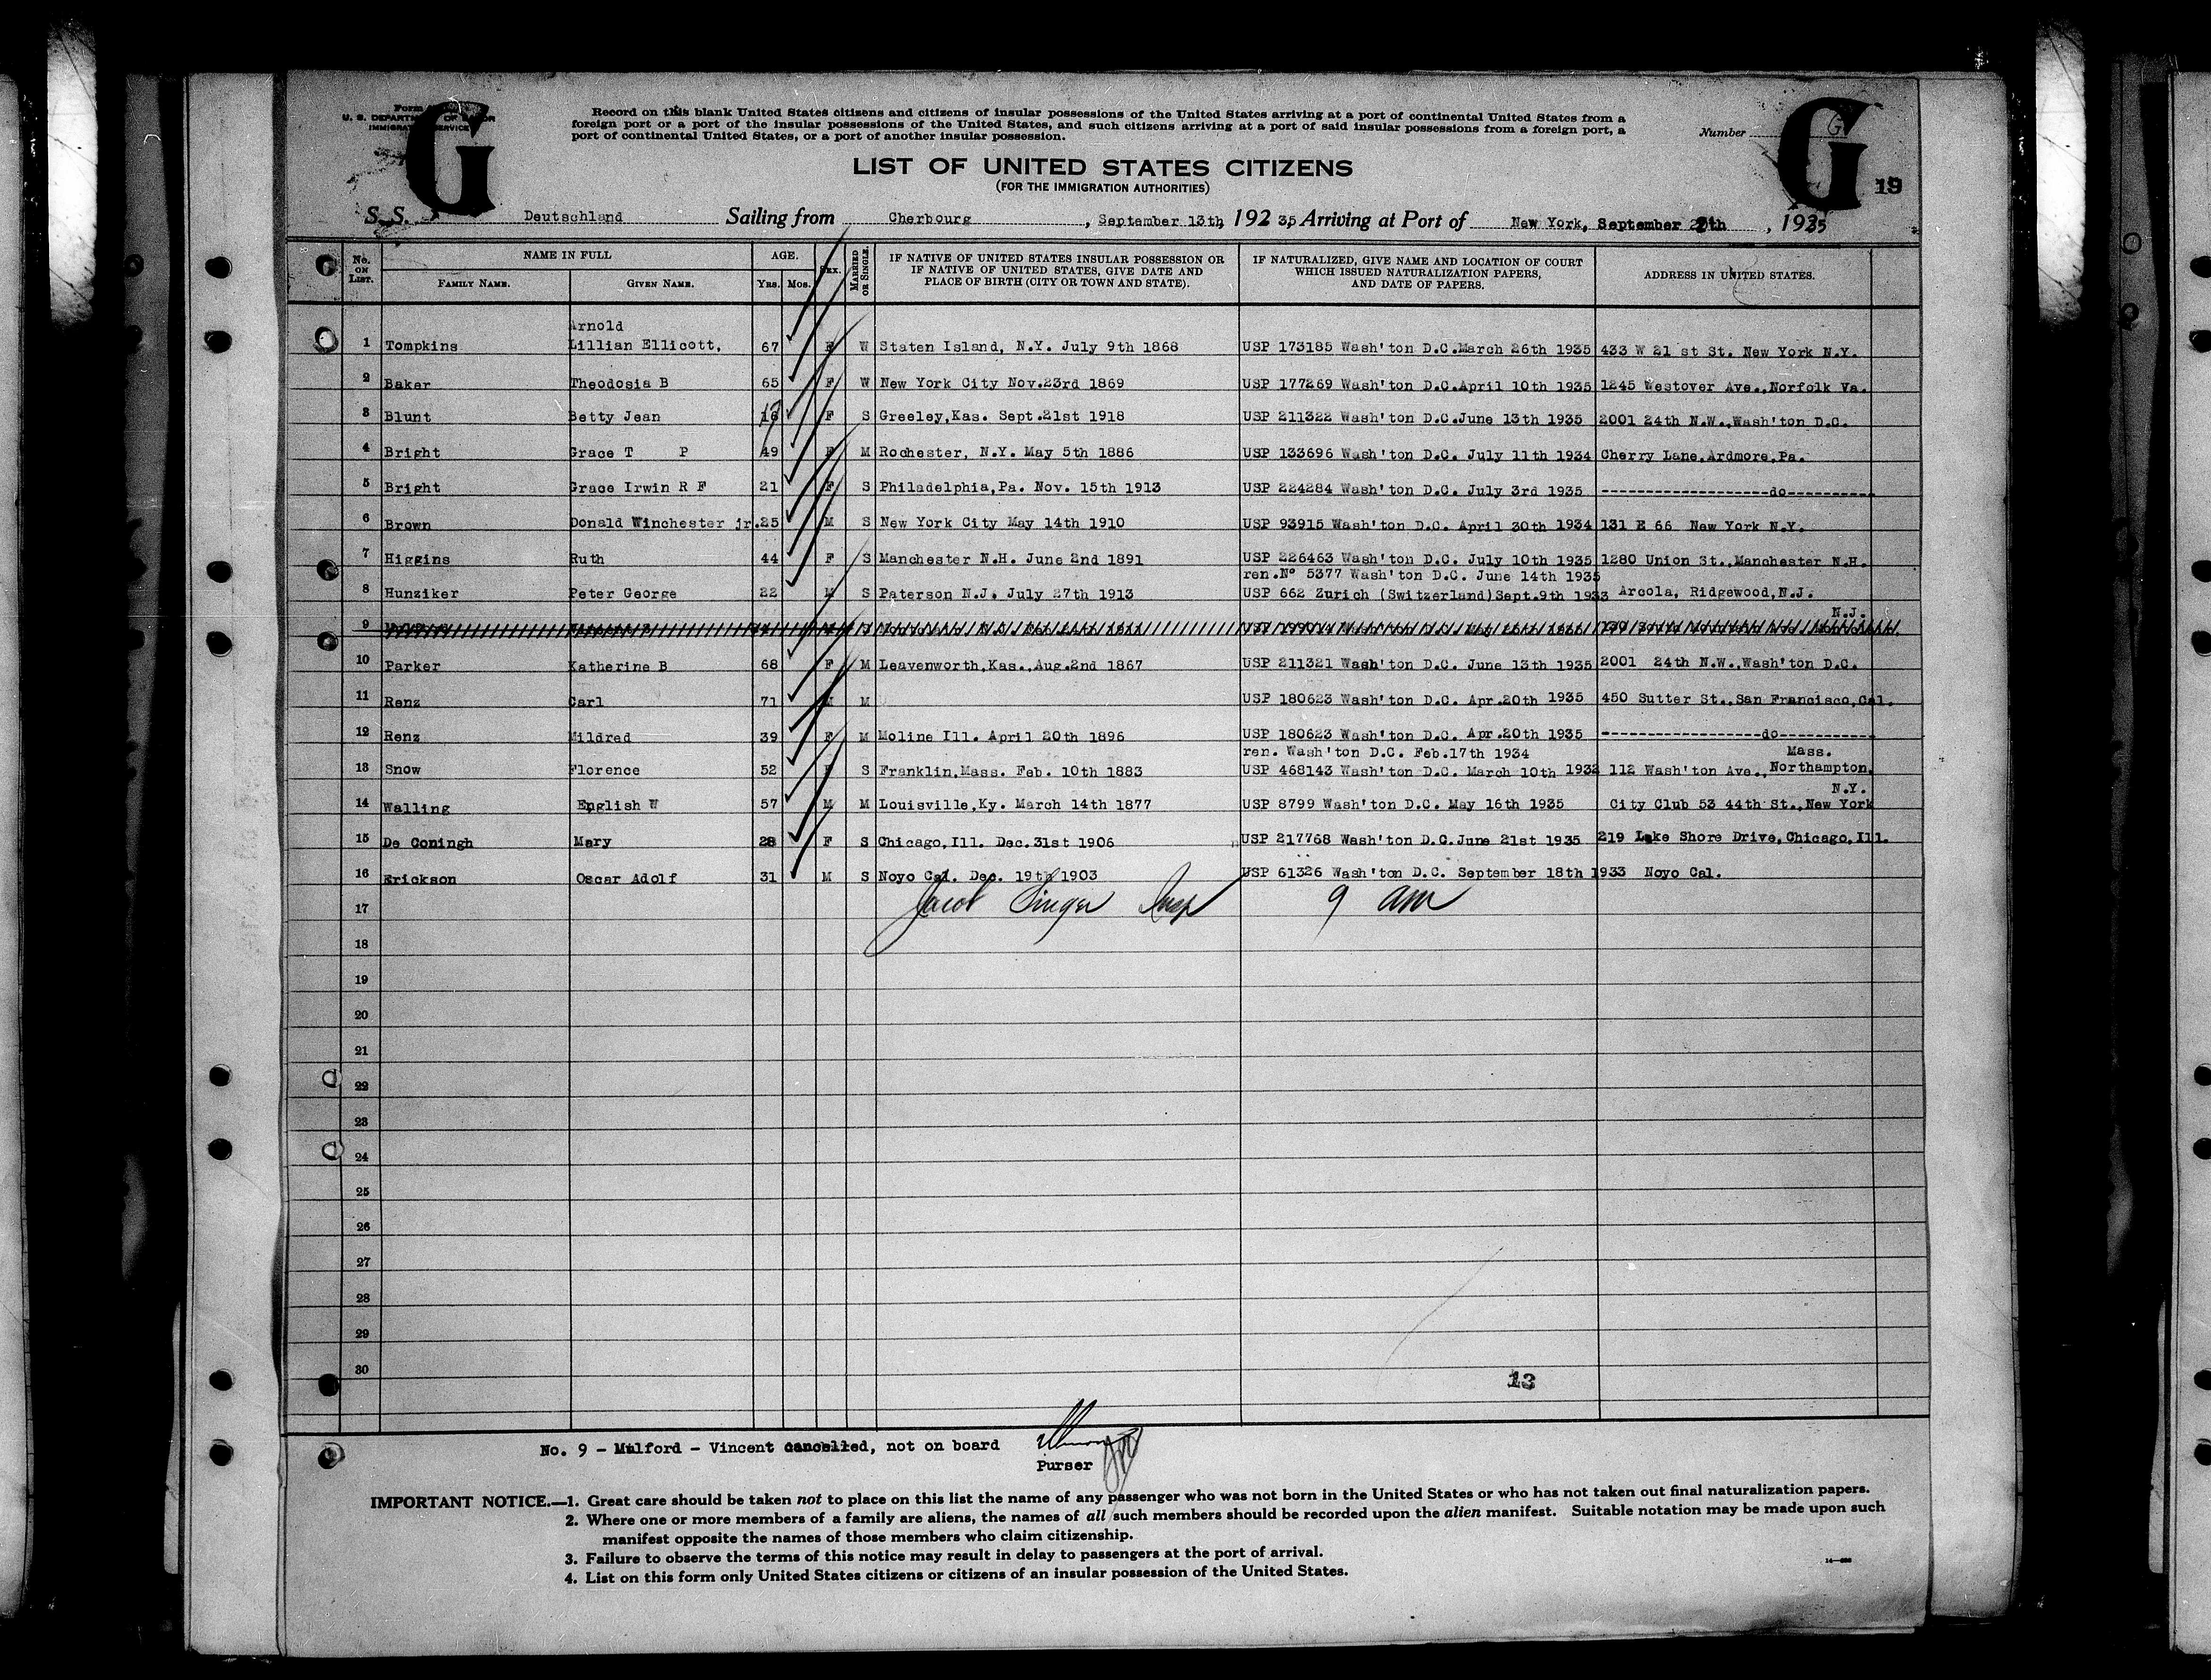 Form
U. S. DEPARTMENT OF LABOR
IMMIGRATION SERVICE
G
Record on this blank United States citizens and citizens of insular possessions of the United States arriving at a port of continental United States from a
foreign port or a port of the insular possessions of the United States, and such citizens arriving at a port of said insular possessions from a foreign port, a
port of continental United States, or a port of another insular possession.
Number G
G
19
LIST OF UNITED STATES CITIZENS
(FOR THE IMMIGRATION AUTHORITIES)
S. S. Deutschland Sailing from Cherbourg, September 13th, 192 35, Arriving at Port of New York, September th, 1935
No. ON LIST. NAME IN FULL AGE. SEX. MARRIED OR SINGLE. IF NATIVE OF UNITED STATES INSULAR POSSESSION OR IF NATIVE OF UNITED STATES, GIVE DATE AND PLACE OF BIRTH (CITY OR TOWN AND STATE). IF NATURALIZED, GIVE NAME AND LOCATION OF COURT WHICH ISSUED NATURALIZATION PAPERS, AND DATE OF PAPERS. ADDRESS IN UNITED STATES.
FAMILY NAME. GIVEN NAME. YRS. MOS.
Arnold
1 Tompkins Lillian Ellicott, 67 F W Staten Island, N.Y. July 9th 1868 USP 173185 Wash'ton D.C.March 26th 1935 433 W 21 st St. New York N.Y.
2 Baker Theodosia B 65 F W New York City Nov.23rd 1869 USP 177269 Wash'ton D.C.April 10th 1935 1245 Westover Ave.,Norfolk Va.
3 Blunt Betty Jean 16 F S Greeley,Kas. Sept.21st 1918 USP 211322 Wash'ton D.C.June 13th 1935 2001 24th N.W.,Wash'ton D.C.
4 Bright Grace T P 49 F M Rochester, N.Y. May 5th 1886 USP 133696 Wash'ton D.C. July 11th 1934 Cherry Lane,Ardmore,Pa.
5 Bright Grace Irwin R F 21 F S Philadelphia,Pa. Nov. 15th 1913 USP 224284 Wash'ton D.C. July 3rd 1935 --------------------do-----------
6 Brown Donald Winchester jr.25 M S New York City May 14th 1910 USP 93915 Wash'ton D.C. April 30th 1934 131 E 66 New York N.Y.
7 Higgins Ruth 44 F S Manchester N.H. June 2nd 1891 USP 226463 Wash'ton D.C. July 10th 1935 1280 Union St.,Manchester N.H.
ren.No 5377 Wash'ton D.C. June 14th 1935
8 Hunziker Peter George 22 M S Paterson N.J. July 27th 1913 USP 662 Zurich (Switzerland)Sept.9th 1933 Arcola, Ridgewood,N.J.
N.J.
9
10 Parker Katherine B 68 F M Leavenworth,Kas.,Aug.2nd 1867 USP 211321 Wash'ton D.C. June 13th 1935 2001 24th N.W.,Wash'ton D.C.
11 Renz Carl 71 M M USP 180623 Wash'ton D.C. Apr.20th 1935 450 Sutter St.,San Francisco,Cal.
12 Renz Mildred 39 F M Moline Ill. April 20th 1896 USP 180623 Wash'ton D.C. Apr.20th 1935 -------------------do-----------
ren. Wash'ton D.C. Feb.17th 1934 Mass.
13 Snow Florence 52 F S Franklin,Mass. Feb. 10th 1883 USP 468143 Wash'ton D.C. March 10th 1932 112 Wash'ton Ave.,Northampton,
N.Y.
14 Walling English W 57 M M Louisville,Ky. March 14th 1877 USP 8799 Wash'ton D.C. May 16th 1935 City Club 53 44th St.,New York
15 De Coningh Mary 28 F S Chicago,Ill. Dec.31st 1906 USP 217768 Wash'ton D.C.June 21st 1935 219 Lake Shore Drive,Chicago,Ill.
16 Erickson Oscar Adolf 31 M S Noyo Cal. Dec. 19th 1903 USP 61326 Wash'ton D.C. September 18th 1933 Noyo Cal.
17 Jacob Singer Insp 9 am
18
19
20
21
22
23
24
25
26
27
28
29
30
13
No. 9 - Milford - Vincent cancelled, not on board
Purser
IMPORTANT NOTICE.—1. Great care should be taken not to place on this list the name of any passenger who was not born in the United States or who has not taken out final naturalization papers.
2. Where one or more members of a family are aliens, the names of all such members should be recorded upon the alien manifest. Suitable notation may be made upon such
manifest opposite the names of those members who claim citizenship.
3. Failure to observe the terms of this notice may result in delay to passengers at the port of arrival.
4. List on this form only United States citizens or citizens of an insular possession of the United States.